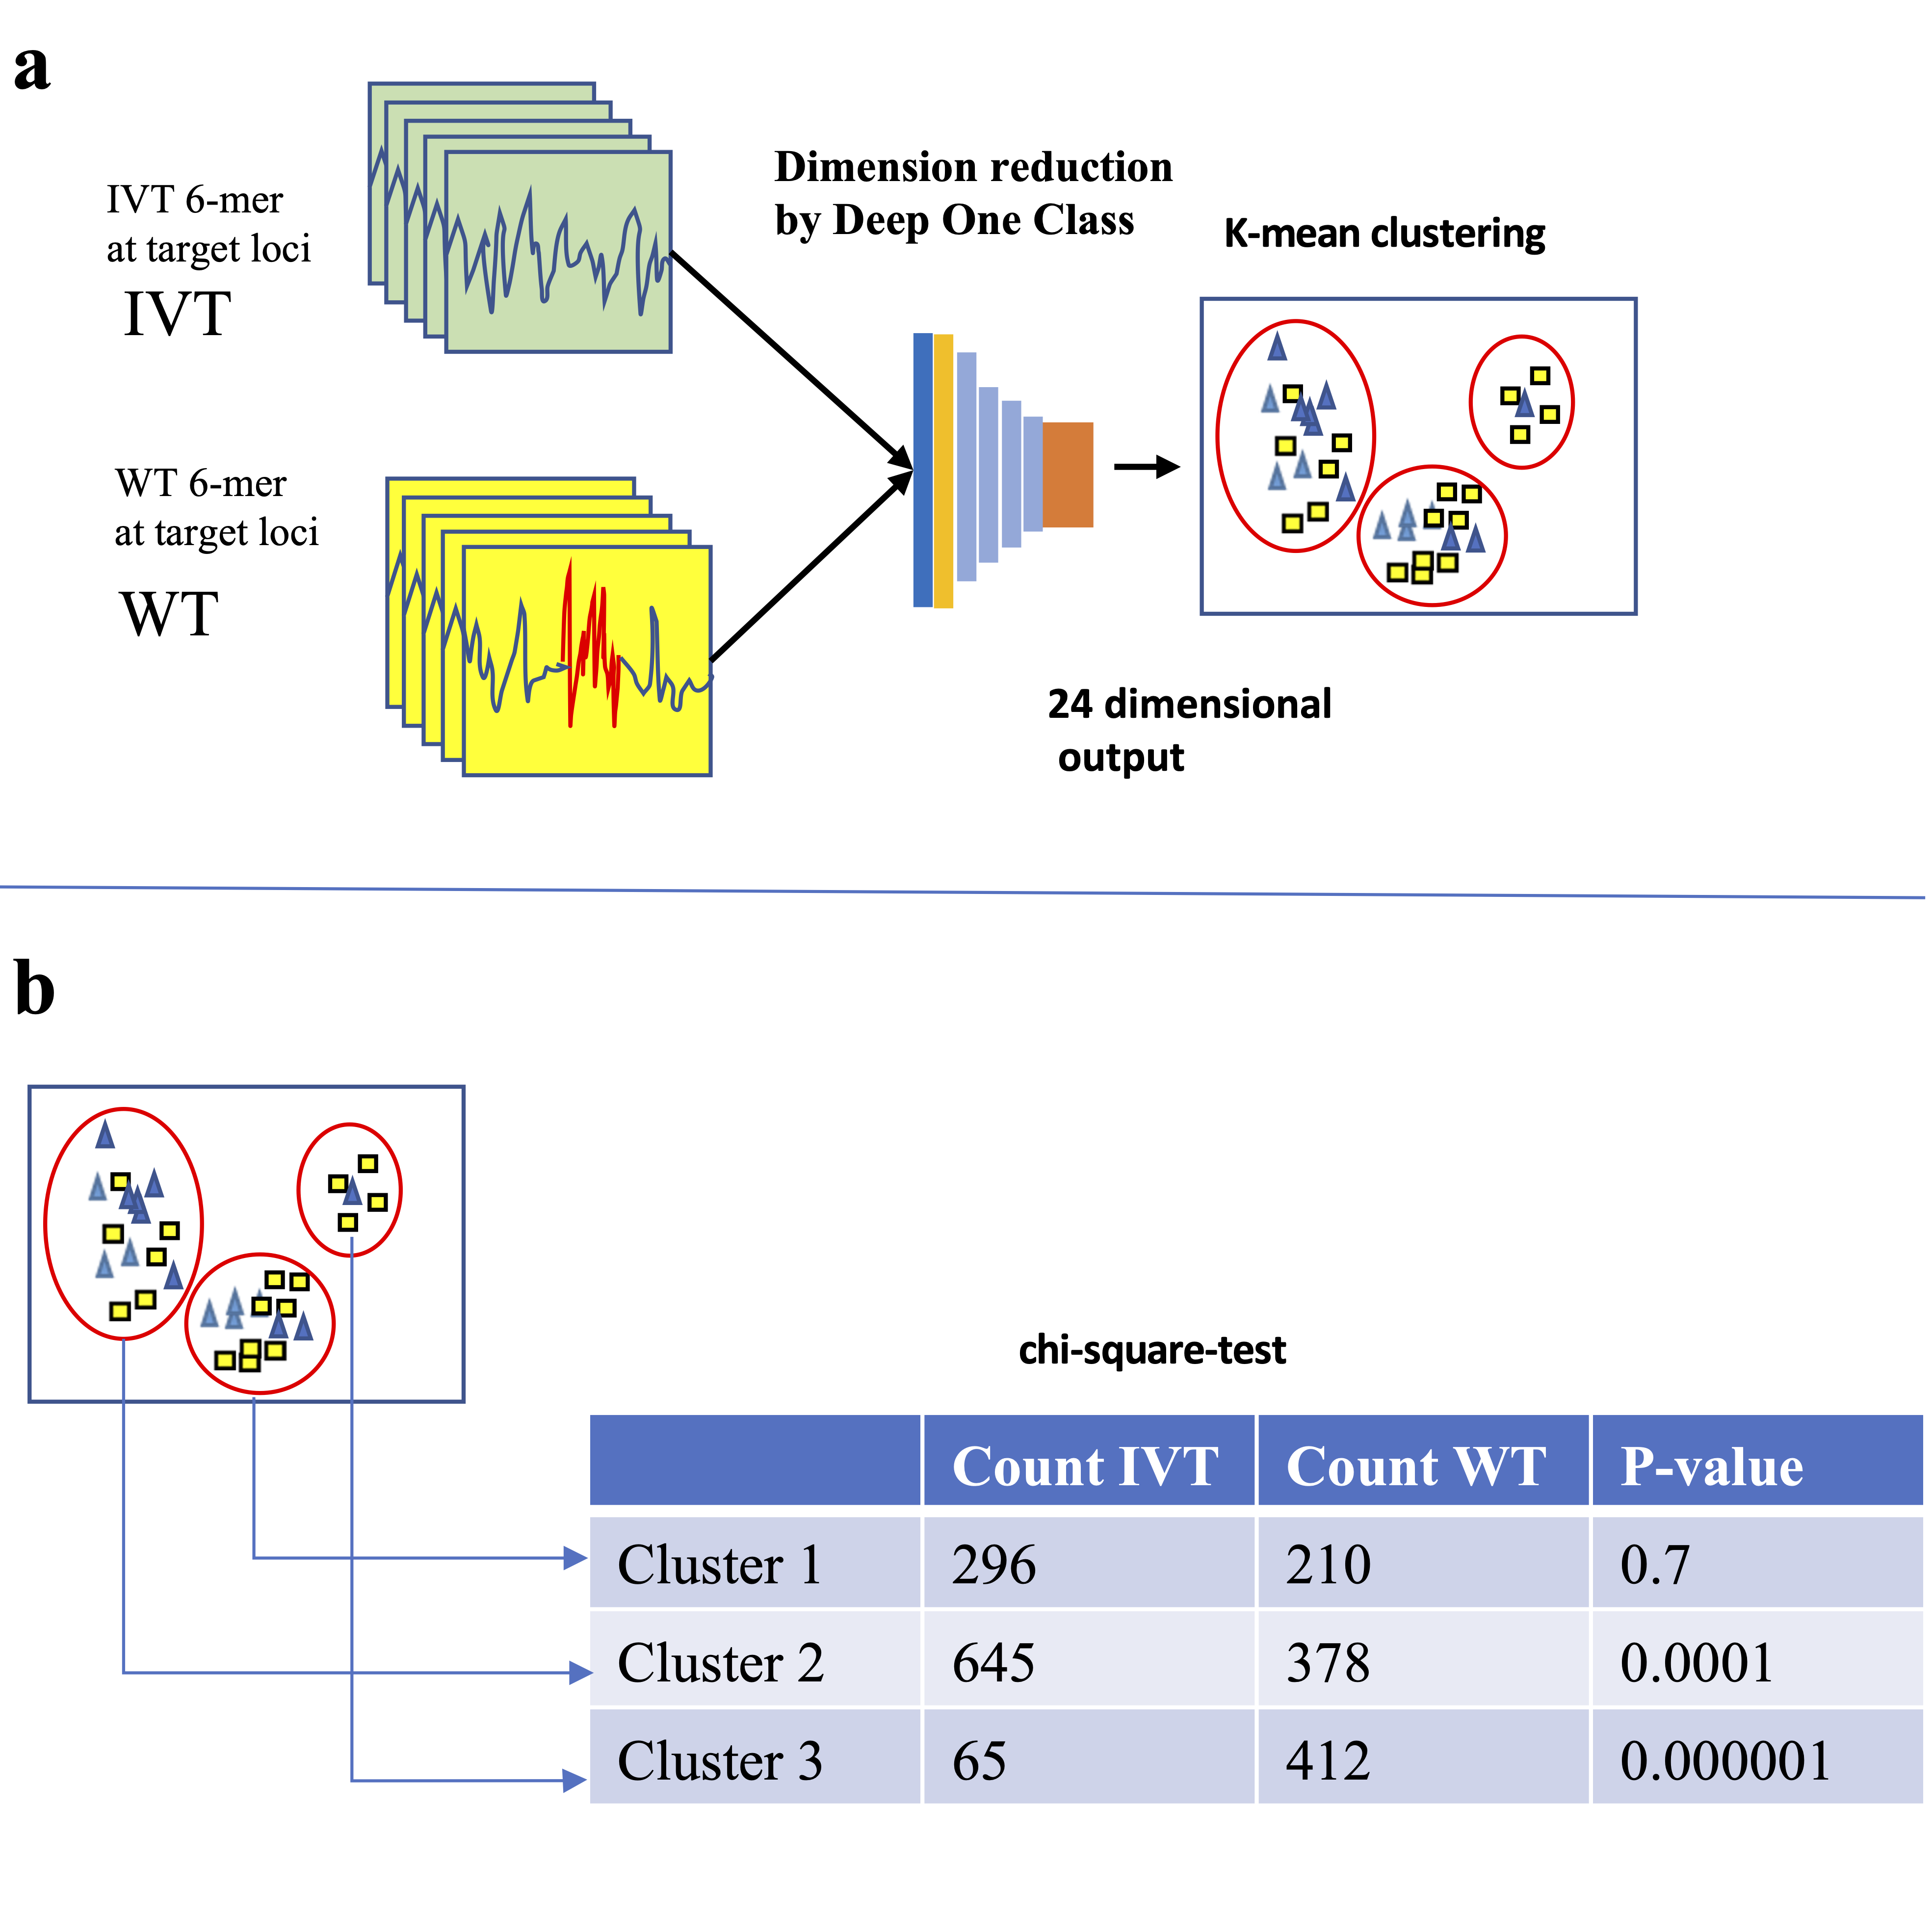 a
IVT 6-mer
at target loci
IVT
Dimension reduction
by Deep One Class
K-mean clustering
WT 6-mer
at target loci
WT
24 dimensional
output
b
chi-square-test
Count IVT Count WT P-value
Cluster 1 296 210 0.7
Cluster 2 645 378 0.0001
Cluster 3 65 412 0.000001